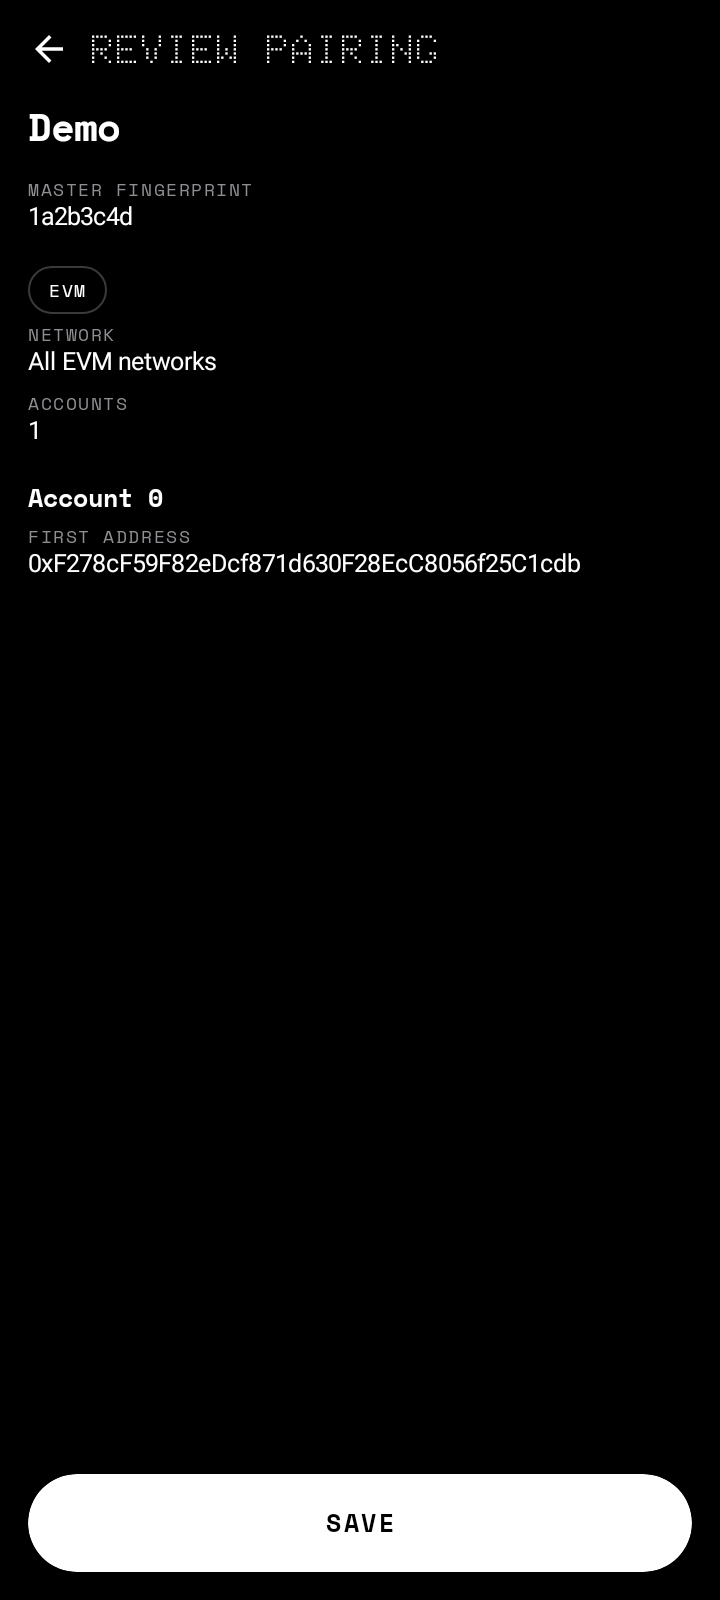 REVIEW PAIRING
Demo
MASTER FINGERPRINT
1a2b3c4d
EVM
NETWORK
All EVM networks
ACCOUNTS
1
Account 0
FIRST ADDRESS
0xF278cF59F82eDcf871d630F28EcC8056f25C1cdb
SAVE